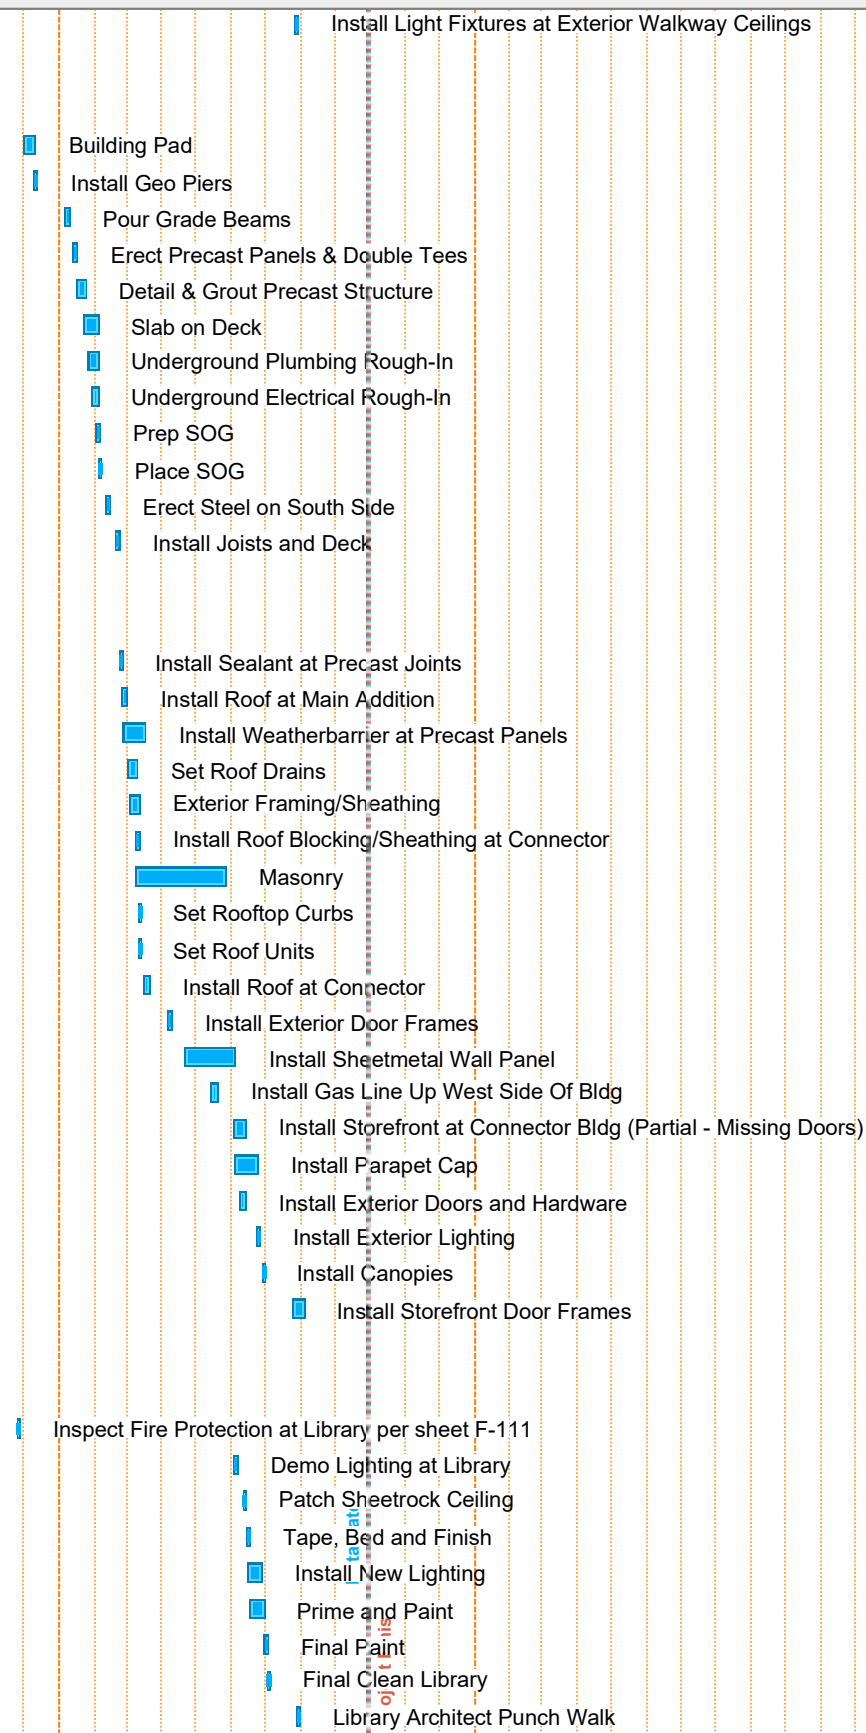 Install Light Fixtures at Exterior Walkway Ceilings
Building Pad
Install Geo Piers
Pour Grade Beams
Erect Precast Panels & Double Tees
Detail & Grout Precast Structure
Slab on Deck
Underground Plumbing Rough-In
Underground Electrical Rough-In
Prep SOG
Place SOG
Erect Steel on South Side
Install Joists and Deck
Install Sealant at Precast Joints
Install Roof at Main Addition
Install Weatherbarrier at Precast Panels
Set Roof Drains
Exterior Framing/Sheathing
Install Roof Blocking/Sheathing at Connector
Masonry
Set Rooftop Curbs
Set Roof Units
Install Roof at Connector
Install Exterior Door Frames
Install Sheetmetal Wall Panel
Install Gas Line Up West Side Of Bldg
Install Storefront at Connector Bldg (Partial - Missing Doors)
Install Parapet Cap
Install Exterior Doors and Hardware
Install Exterior Lighting
Install Canopies
Install Storefront Door Frames
Inspect Fire Protection at Library per sheet F-111
Demo Lighting at Library
Patch Sheetrock Ceiling
Tape, Bed and Finish
Install New Lighting
Prime and Paint
Final Paint
Final Clean Library
Library Architect Punch Walk